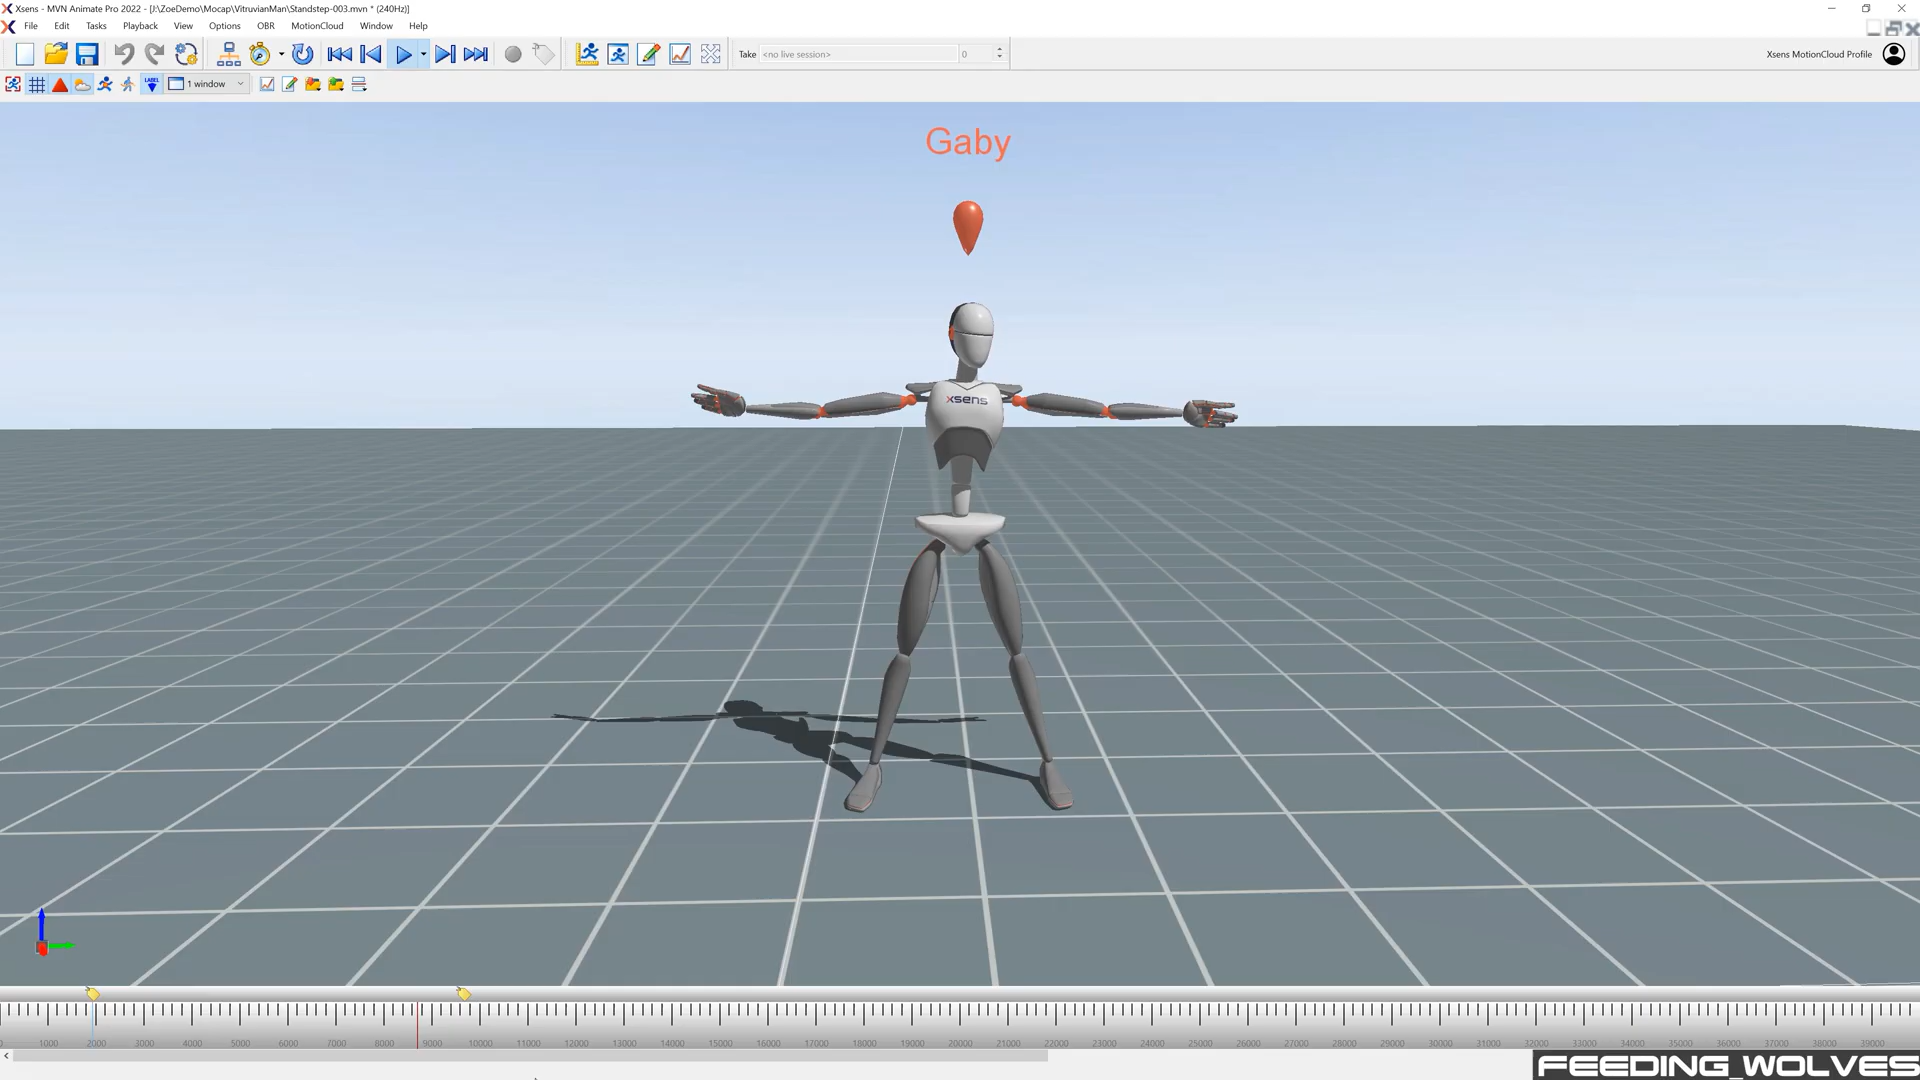 Xsens - MVN Animate Pro 2022 - [J:\ZoeDemo\Mocap\VitruvianMan\Standstep-003.mvn * (240Hz)]
File Edit Tasks Playback View Options OBR MotionCloud Window Help
Take <no live session> 0 Xsens MotionCloud Profile
LABEL 1 window
Gaby
xsens
0 1000 2000 3000 4000 5000 6000 7000 8000 9000 10000 11000 12000 13000 14000 15000 16000 17000 18000 19000 20000 21000 22000 23000 24000 25000 26000 27000 28000 29000 30000 31000 32000 33000 34000 35000 36000 37000 38000 39000
FEEDING_WOLVES